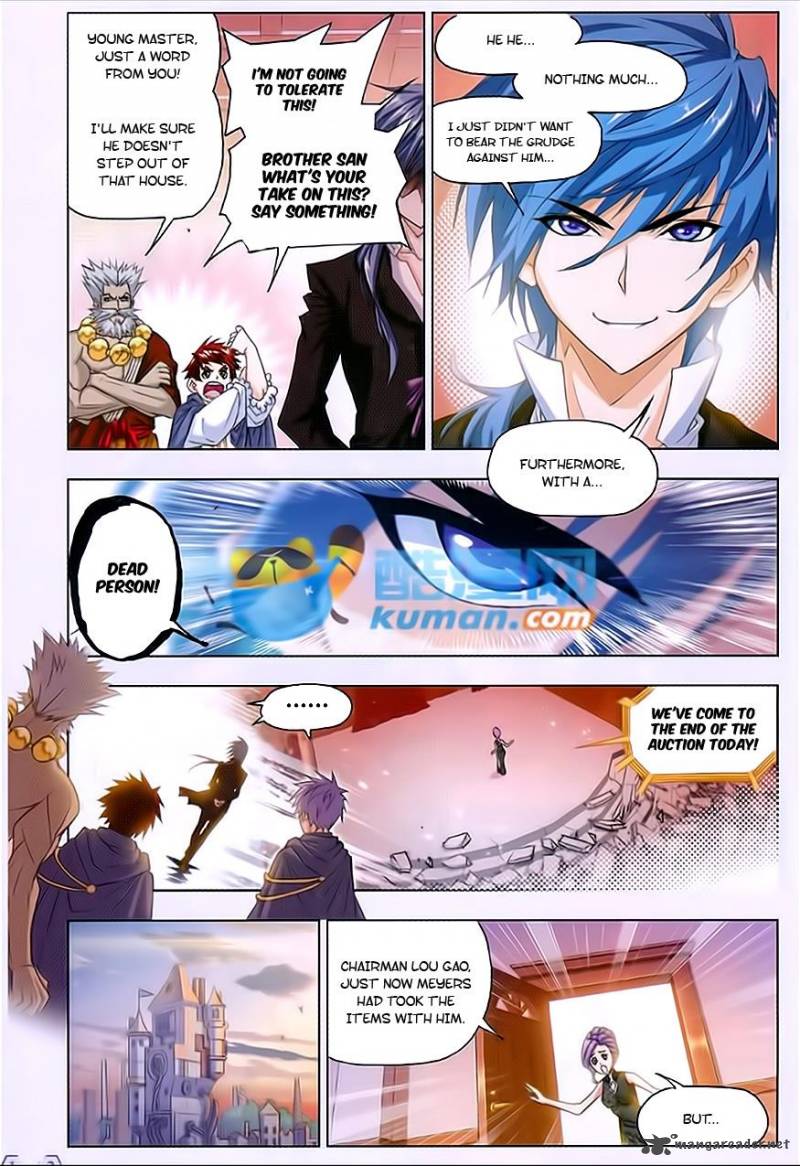 YOUNG MASTER,
JUST A WORD
FROM YOU!
I'LL MAKE SURE
HE DOESN'T
STEP OUT OF
THAT HOUSE.
I'M NOT GOING
TO TOLERATE
THIS!
BROTHER SAN
WHAT'S YOUR
TAKE ON THIS?
SAY SOMETHING!
HE HE...
NOTHING MUCH...
I JUST DIDN'T WANT
TO BEAR THE GRUDGE
AGAINST HIM...
FURTHERMORE,
WITH A...
DEAD
PERSON!
酷漫网
kuman.com
......
WE'VE COME TO
THE END OF THE
AUCTION TODAY!
CHAIRMAN LOU GAO,
JUST NOW MEYERS
HAD TOOK THE
ITEMS WITH HIM.
BUT...
mangareader.net